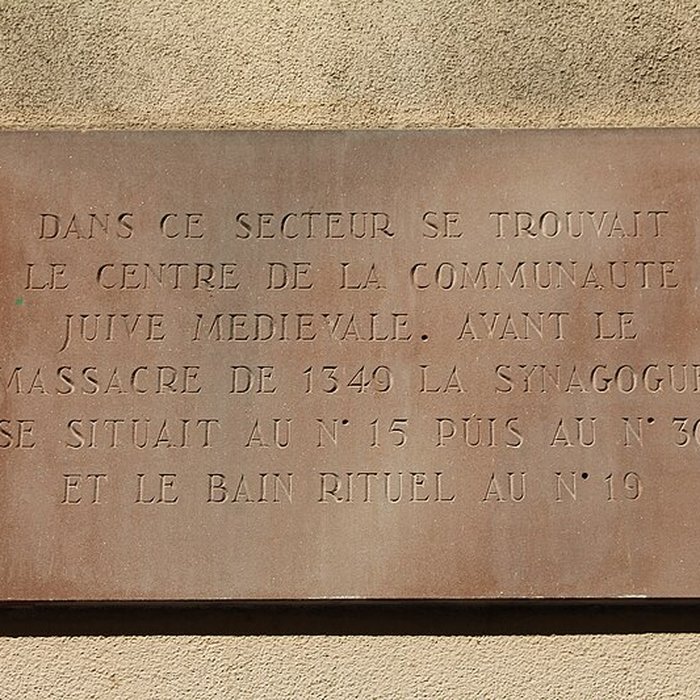 DANS CE SECTEUR SE TROUVAIT
LE CENTRE DE LA COMMUNAUTE
JUIVE MEDIEVALE. AVANT LE
MASSACRE DE 1349 LA SYNAGOGUE
SE SITUAIT AU N° 15 PUIS AU N° 30
ET LE BAIN RITUEL AU N° 19